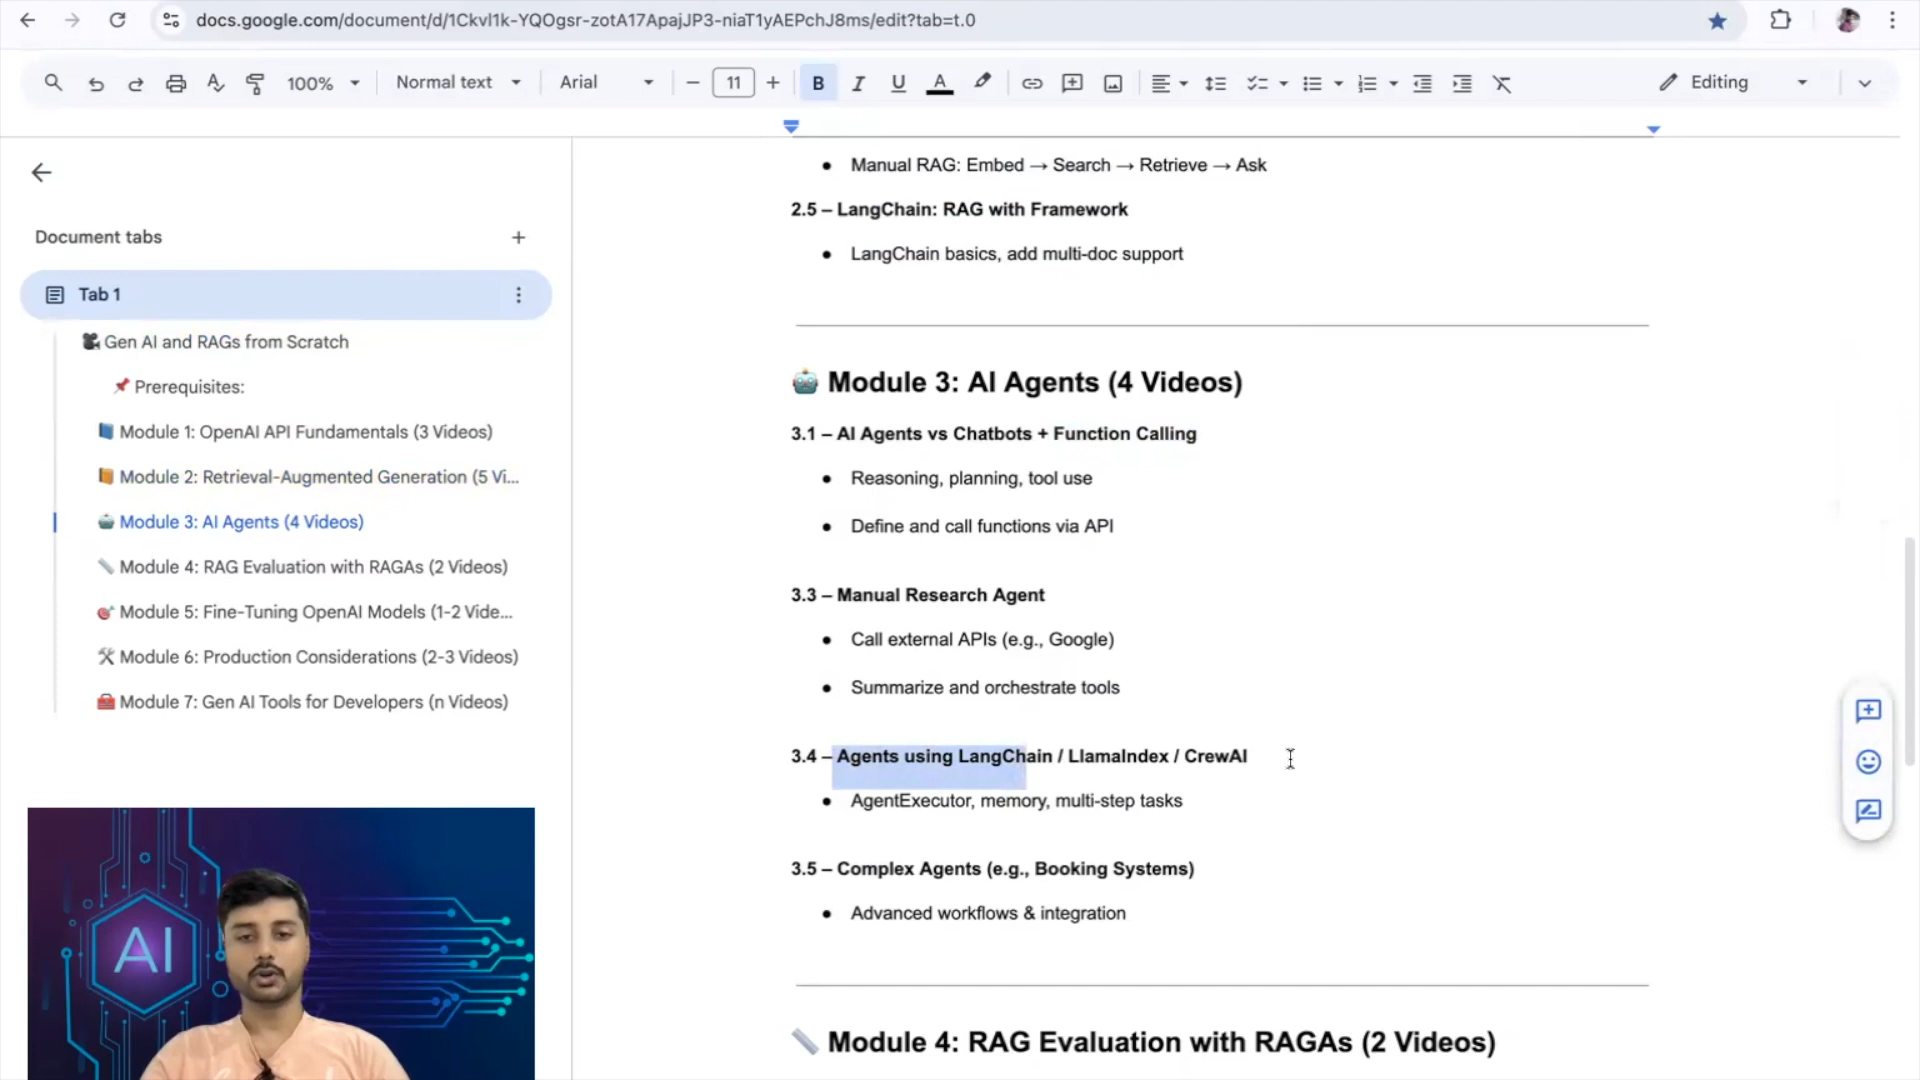 docs.google.com/document/d/1Ckvl1k-YQOgsr-zotA17ApajJP3-niaT1yAEPchJ8ms/edit?tab=t.0
100%
Normal text
Arial
11
B
I
U
A
Editing
Document tabs
Tab 1
Gen AI and RAGs from Scratch
Prerequisites:
Module 1: OpenAI API Fundamentals (3 Videos)
Module 2: Retrieval-Augmented Generation (5 Vi...
Module 3: AI Agents (4 Videos)
Module 4: RAG Evaluation with RAGAs (2 Videos)
Module 5: Fine-Tuning OpenAI Models (1-2 Vide...
Module 6: Production Considerations (2-3 Videos)
Module 7: Gen AI Tools for Developers (n Videos)
● Manual RAG: Embed → Search → Retrieve → Ask
2.5 – LangChain: RAG with Framework
● LangChain basics, add multi-doc support
Module 3: AI Agents (4 Videos)
3.1 – AI Agents vs Chatbots + Function Calling
● Reasoning, planning, tool use
● Define and call functions via API
3.3 – Manual Research Agent
● Call external APIs (e.g., Google)
● Summarize and orchestrate tools
3.4 – Agents using LangChain / LlamaIndex / CrewAI
● AgentExecutor, memory, multi-step tasks
3.5 – Complex Agents (e.g., Booking Systems)
● Advanced workflows & integration
Module 4: RAG Evaluation with RAGAs (2 Videos)
AI